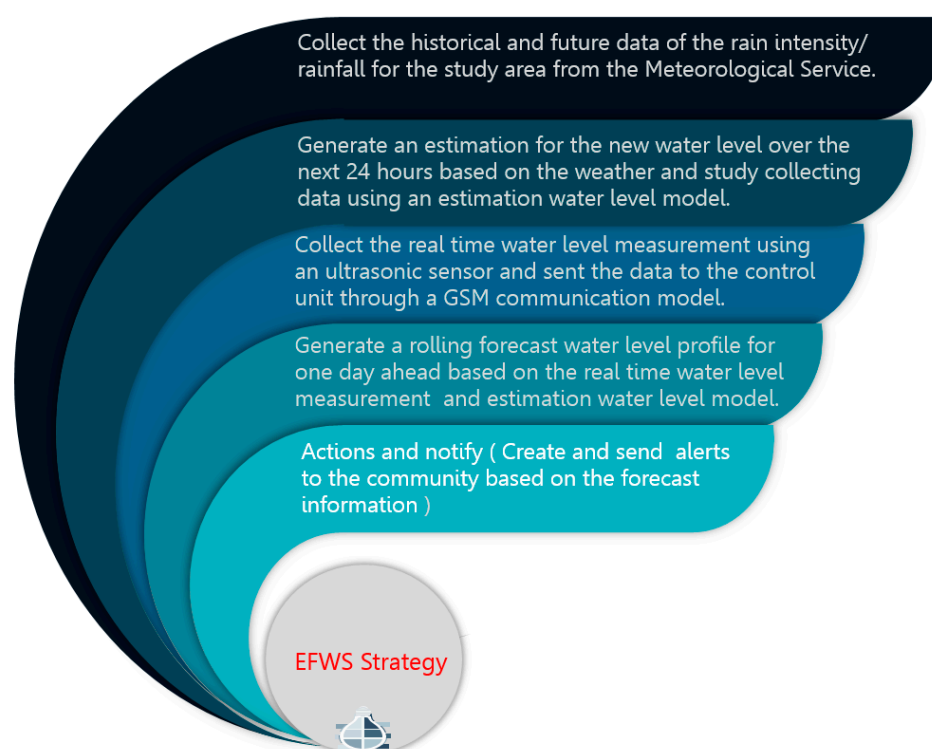 Collect the historical and future data of the rain intensity/
rainfall for the study area from the Meteorological Service.
Generate an estimation for the new water level over the
next 24 hours based on the weather and study collecting
data using an estimation water level model.
Collect the real time water level measurement using
an ultrasonic sensor and sent the data to the control
unit through a GSM communication model.
Generate a rolling forecast water level profile for
one day ahead based on the real time water level
measurement and estimation water level model.
Actions and notify ( Create and send alerts
to the community based on the forecast
information )
EFWS Strategy